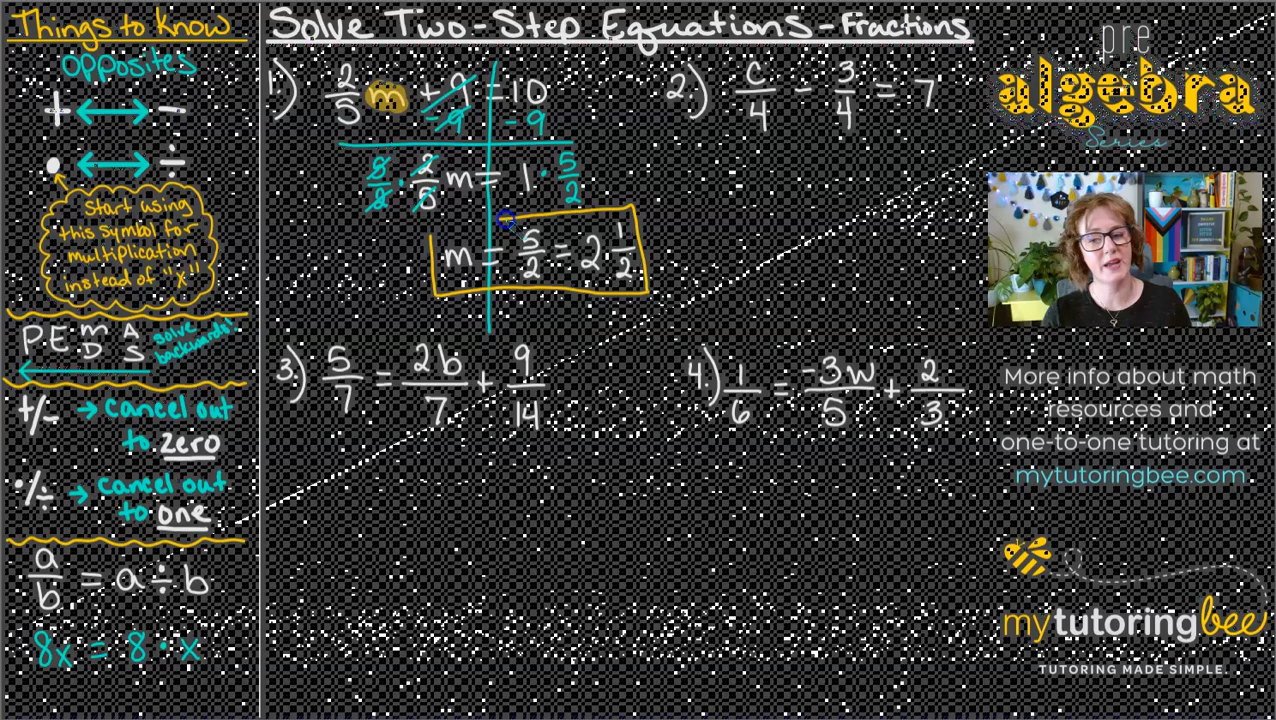 Things to know
opposites
+ ↔ −
• ↔ ÷
Start using
this symbol for
multiplication
instead of "x"
PE M/D A/S solve backwards!
+/- → cancel out
to zero
•/÷ → cancel out
to one
a/b = a ÷ b
8x = 8 • x
Solve Two-Step Equations - Fractions
1.) 2/5 m + 9 = 10
-9 -9
5/2 • 2/5 m = 1 • 5/2
m = 5/2 = 2 1/2
2.) c/4 - 3/4 = 7
3.) 5/7 = 2b/7 + 9/14
4.) 1/6 = -3w/5 + 2/3
pre
algebra
Series
More info about math
resources and
one-to-one tutoring at
mytutoringbee.com
mytutoringbee
TUTORING MADE SIMPLE.